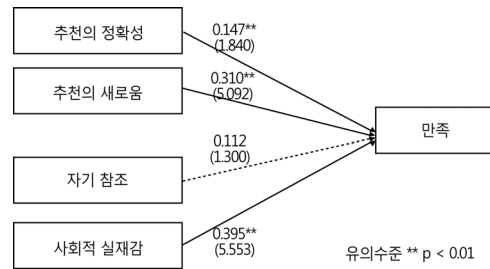 추천의 정확성
0.147**
(1.840)
추천의 새로움
0.310**
(5.092)
만족
0.112
(1.300)
자기 참조
사회적 실재감
0.395**
(5.553)
유의수준 ** p < 0.01